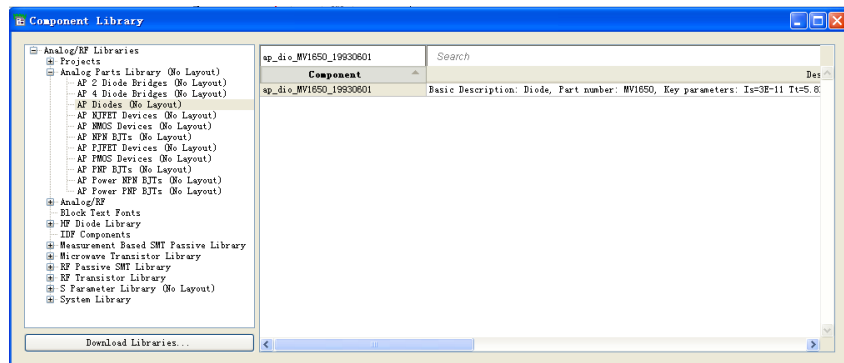 Component Library
Analog/RF Libraries
Projects
Analog Parts Library (No Layout)
AP 2 Diode Bridges (No Layout)
AP 4 Diode Bridges (No Layout)
AP Diodes (No Layout)
AP NJFET Devices (No Layout)
AP NMOS Devices (No Layout)
AP NPN BJTs (No Layout)
AP PJFET Devices (No Layout)
AP PMOS Devices (No Layout)
AP PNP BJTs (No Layout)
AP Power NPN BJTs (No Layout)
AP Power PNP BJTs (No Layout)
Analog/RF
Block Text Fonts
HF Diode Library
IDF Components
Measurement Based SMT Passive Library
Microwave Transistor Library
RF Passive SMT Library
RF Transistor Library
S Parameter Library (No Layout)
System Library
Download Libraries...
ap_dio_MV1650_19930601 Search
Component Des
ap_dio_MV1650_19930601 Basic Description: Diode, Part number: MV1650, Key parameters: Is=3E-11 Tt=5.8